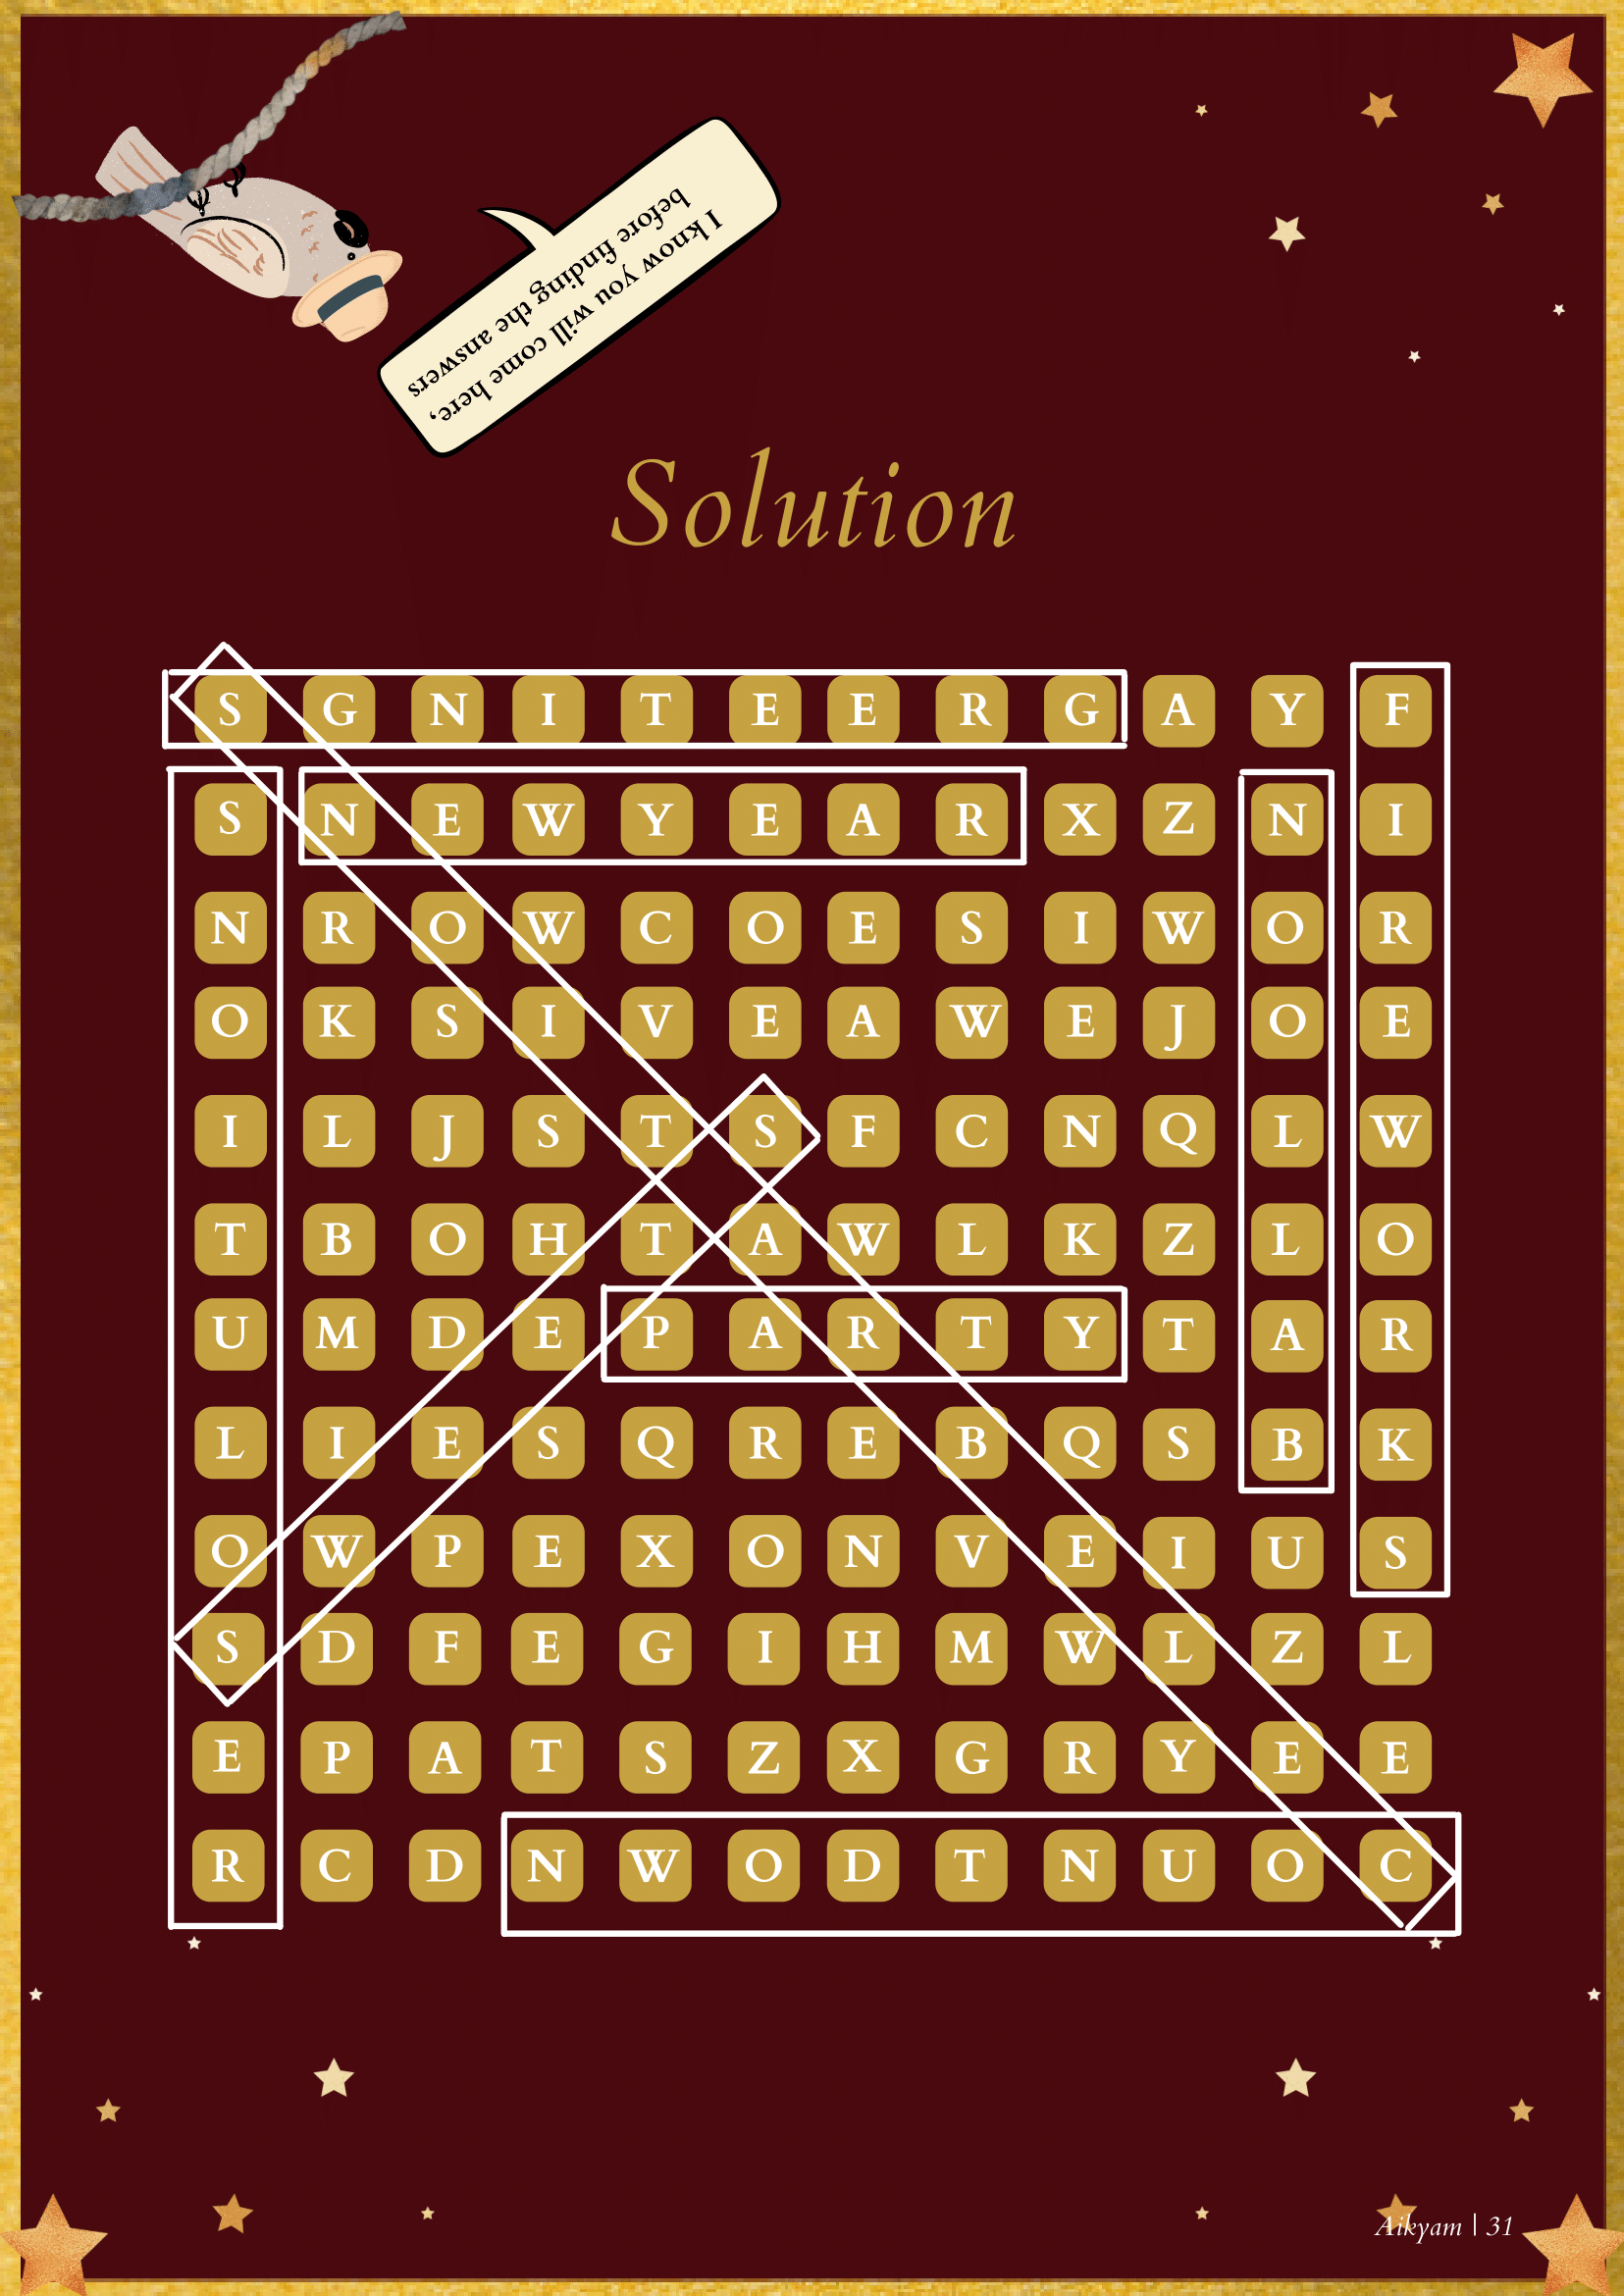 I know you will come here,
before finding the answers
Solution
S G N I T E E R G A Y F
S N E W Y E A R X Z N I
N R O W C O E S I W O R
O K S I V E A W E J O E
I L J S T S F C N Q L W
T B O H T A W L K Z L O
U M D E P A R T Y T A R
L I E S Q R E B Q S B K
O W P E X O N V E I U S
S D F E G I H M W L Z L
E P A T S Z X G R Y E E
R C D N W O D T N U O C
Aikyam | 31